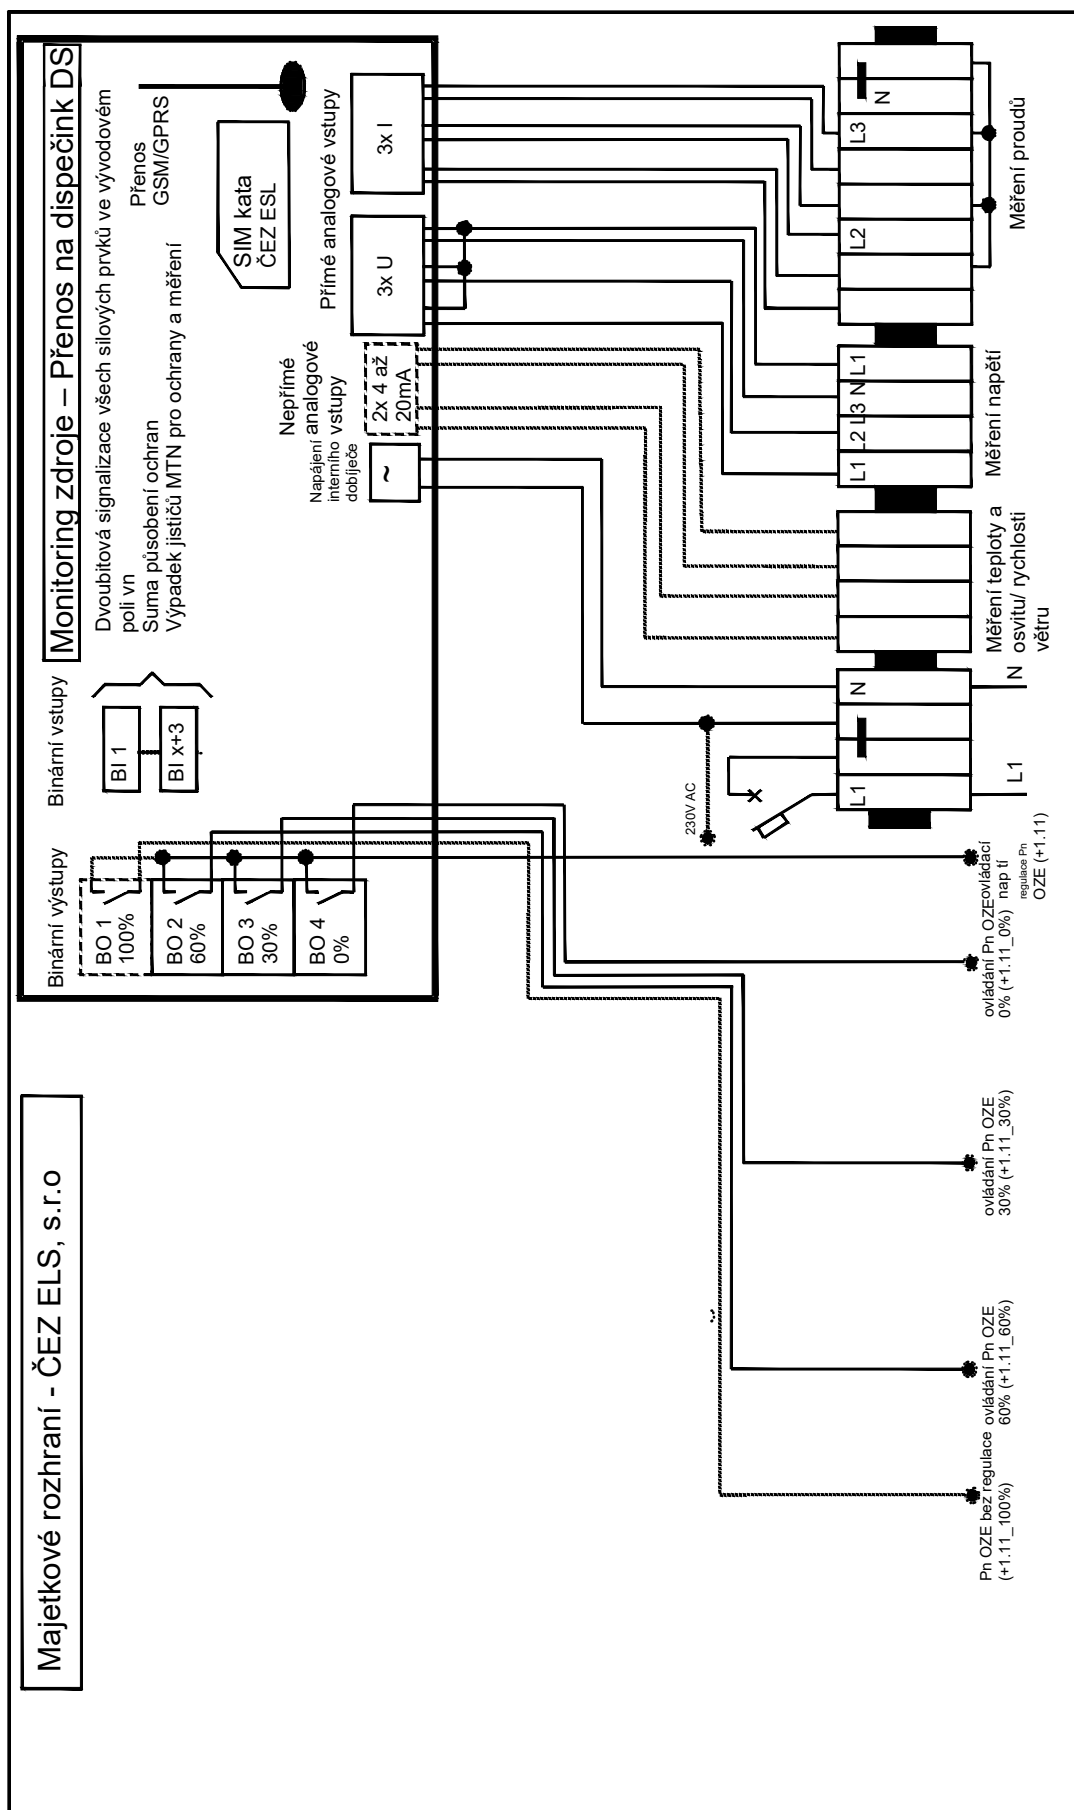 Majetkové rozhraní - ČEZ ELS, s.r.o
Monitoring zdroje – Přenos na dispečink DS
Binární výstupy
BO 1
100%
BO 2
60%
BO 3
30%
BO 4
0%
Binární vstupy
BI 1
BI x+3
Dvoubitová signalizace všech silových prvků ve vývodovém
poli vn
Suma působení ochran
Výpadek jističů MTN pro ochrany a měření
Přenos
GSM/GPRS
SIM kata
ČEZ ESL
Napájení
interního
dobíječe
~
Nepřímé
analogové
vstupy
2x 4 až
20mA
Přímé analogové vstupy
3x U
3x I
230V AC
L1
N
L1
N
Měření teploty a
osvitu/ rychlosti
větru
L1
L2
L3
N
L1
Měření napětí
L2
L3
N
Měření proudů
Pn OZE bez regulace
(+1.11_100%)
ovládání Pn OZE
60% (+1.11_60%)
ovládání Pn OZE
30% (+1.11_30%)
ovládání Pn OZE
0% (+1.11_0%)
ovládací
nap tí
regulace Pn
OZE (+1.11)